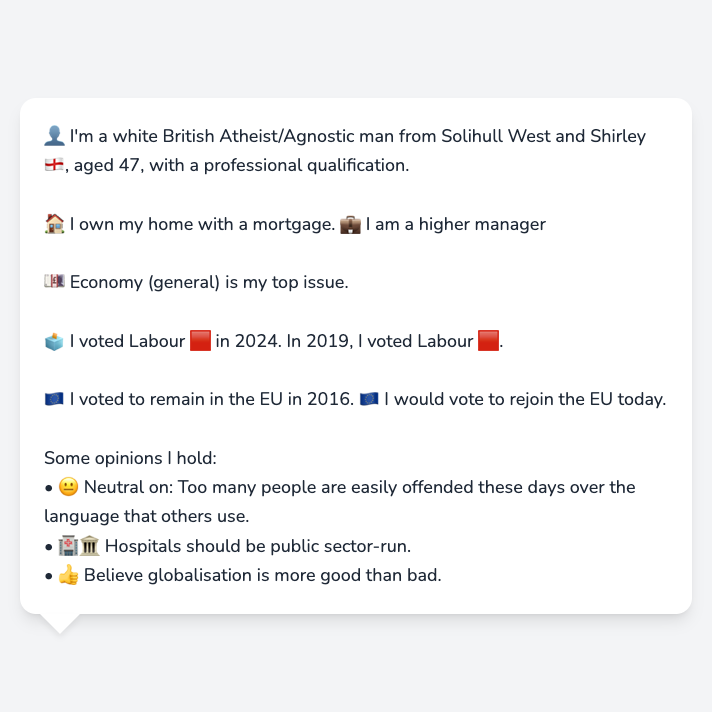 👤 I'm a white British Atheist/Agnostic man from Solihull West and Shirley
🏴󠁧󠁢󠁥󠁮󠁧󠁿, aged 47, with a professional qualification.
🏠 I own my home with a mortgage. 💼 I am a higher manager
💷 Economy (general) is my top issue.
🗳️ I voted Labour 🟥 in 2024. In 2019, I voted Labour 🟥.
🇪🇺 I voted to remain in the EU in 2016. 🇪🇺 I would vote to rejoin the EU today.
Some opinions I hold:
• 😐 Neutral on: Too many people are easily offended these days over the
language that others use.
• 🏥🏛️ Hospitals should be public sector-run.
• 👍 Believe globalisation is more good than bad.